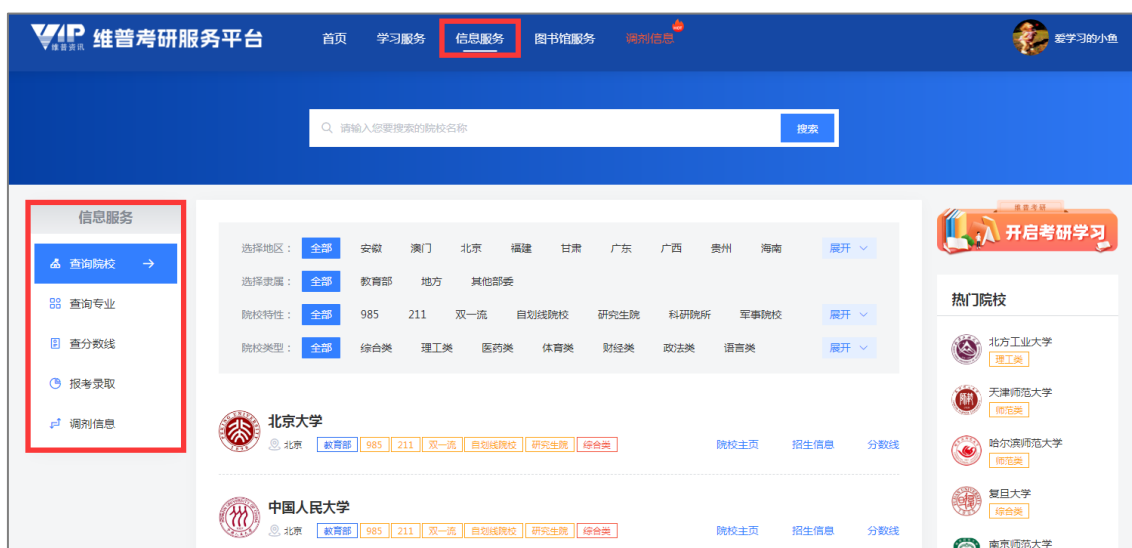 VIP 维普资讯 维普考研服务平台 首页 学习服务 信息服务 图书馆服务 调剂信息 爱学习的小鱼
请输入您要搜索的院校名称 搜索
信息服务
查询院校
查询专业
查分数线
报考录取
调剂信息
选择地区： 全部 安徽 澳门 北京 福建 甘肃 广东 广西 贵州 海南 展开
选择隶属： 全部 教育部 地方 其他部委
院校特性： 全部 985 211 双一流 自划线院校 研究生院 科研院所 军事院校 展开
院校类型： 全部 综合类 理工类 医药类 体育类 财经类 政法类 语言类 展开
北京大学
北京 教育部 985 211 双一流 自划线院校 研究生院 综合类 院校主页 招生信息 分数线
中国人民大学
北京 教育部 985 211 双一流 自划线院校 研究生院 综合类 院校主页 招生信息 分数线
维普考研
开启考研学习
热门院校
北方工业大学
理工类
天津师范大学
师范类
哈尔滨师范大学
师范类
复旦大学
综合类
南京师范大学